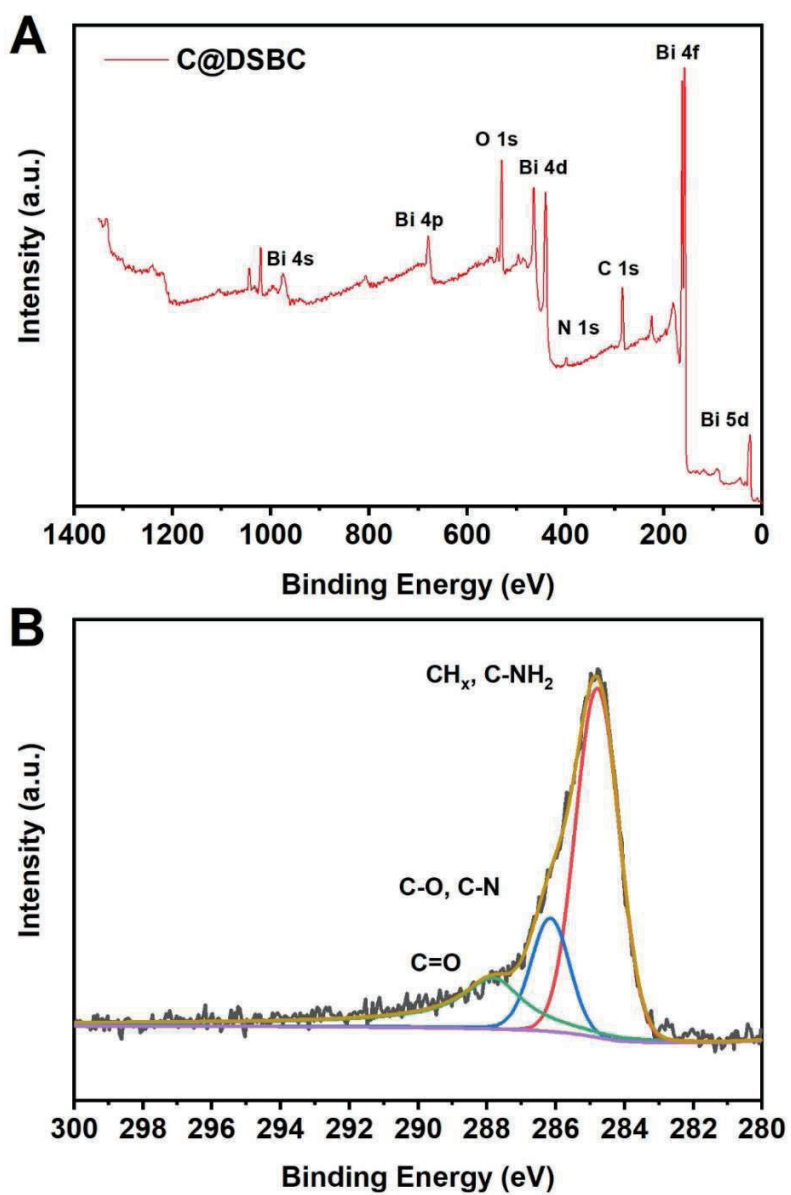 A
C@DSBC
Bi 4f
O 1s
Bi 4d
Bi 4p
Bi 4s
C 1s
N 1s
Bi 5d
Intensity (a.u.)
1400 1200 1000 800 600 400 200 0
Binding Energy (eV)
B
CHₓ, C-NH₂
C-O, C-N
C=O
Intensity (a.u.)
300 298 296 294 292 290 288 286 284 282 280
Binding Energy (eV)